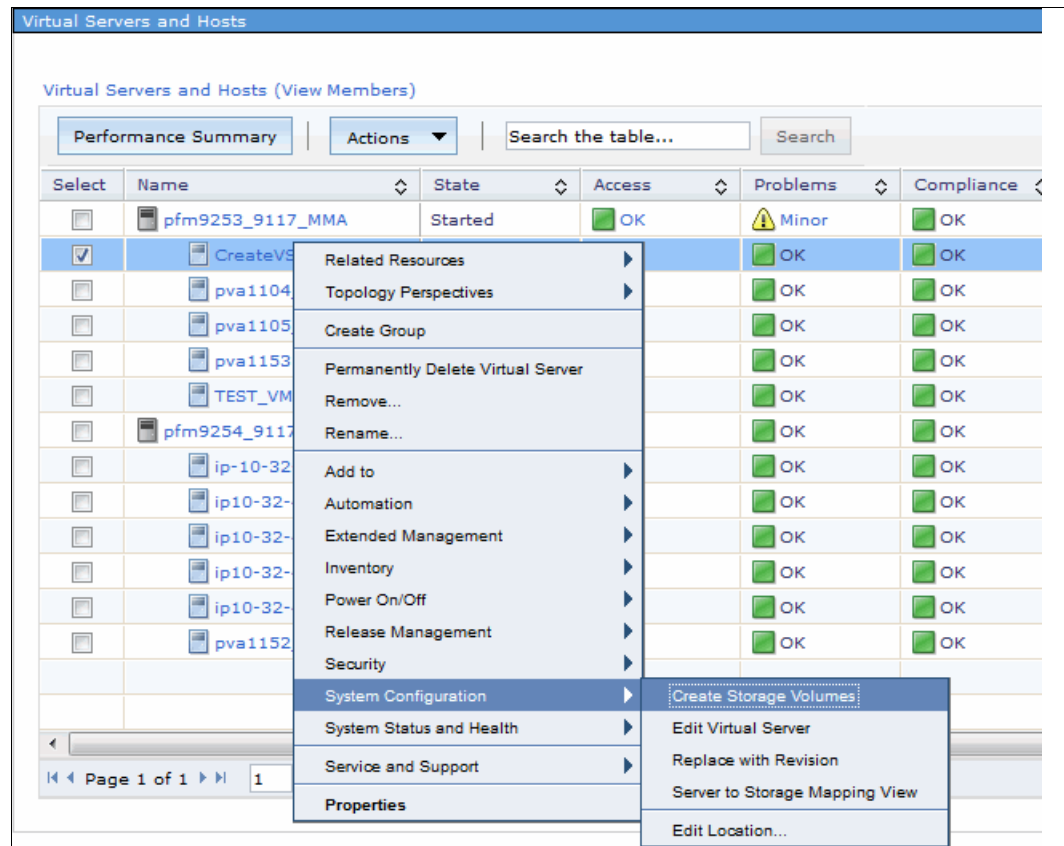 Virtual Servers and Hosts
Virtual Servers and Hosts (View Members)
Performance Summary Actions Search the table... Search
Select Name State Access Problems Compliance
pfm9253_9117_MMA Started OK Minor OK
CreateVS OK OK
pva1104 OK OK
pva1105 OK OK
pva1153 OK OK
TEST_VM OK OK
pfm9254_9117 OK OK
ip-10-32 OK OK
ip10-32- OK OK
ip10-32- OK OK
ip10-32- OK OK
ip10-32- OK OK
pva1152 OK OK
Page 1 of 1 1
Related Resources
Topology Perspectives
Create Group
Permanently Delete Virtual Server
Remove...
Rename...
Add to
Automation
Extended Management
Inventory
Power On/Off
Release Management
Security
System Configuration
System Status and Health
Service and Support
Properties
Create Storage Volumes
Edit Virtual Server
Replace with Revision
Server to Storage Mapping View
Edit Location...